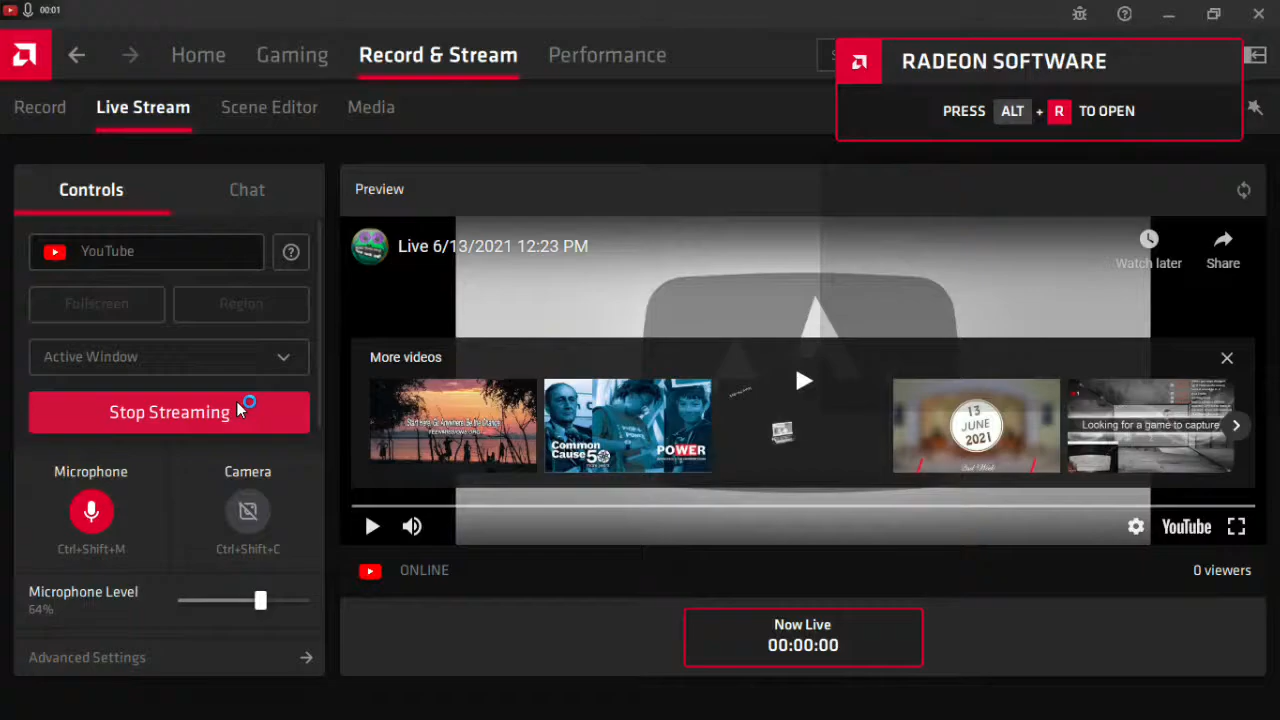 00:01
Home Gaming Record & Stream Performance
RADEON SOFTWARE
PRESS ALT + R TO OPEN
Record Live Stream Scene Editor Media
Controls Chat
YouTube
Fullscreen Region
Active Window
Stop Streaming
Microphone Camera
Ctrl+Shift+M Ctrl+Shift+C
Microphone Level
64%
Advanced Settings
Preview
Live 6/13/2021 12:23 PM
Watch later Share
More videos
Common
Cause 50
POWER
13
JUNE
2021
2nd Week
Looking for a game to capture
YouTube
ONLINE
0 viewers
Now Live
00:00:00